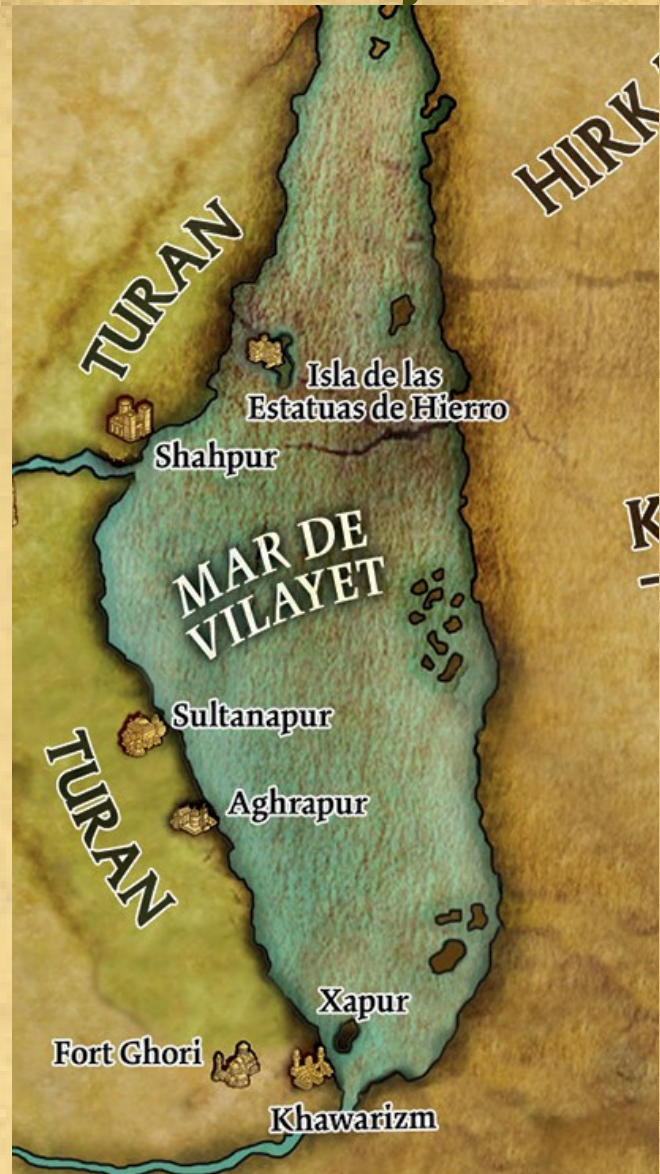 HIRK
TURAN
Isla de las
Estatuas de Hierro
Shahpur
MAR DE
VILAYET
K
Sultanapur
TURAN
Aghrapur
Xapur
Fort Ghori
Khawarizm